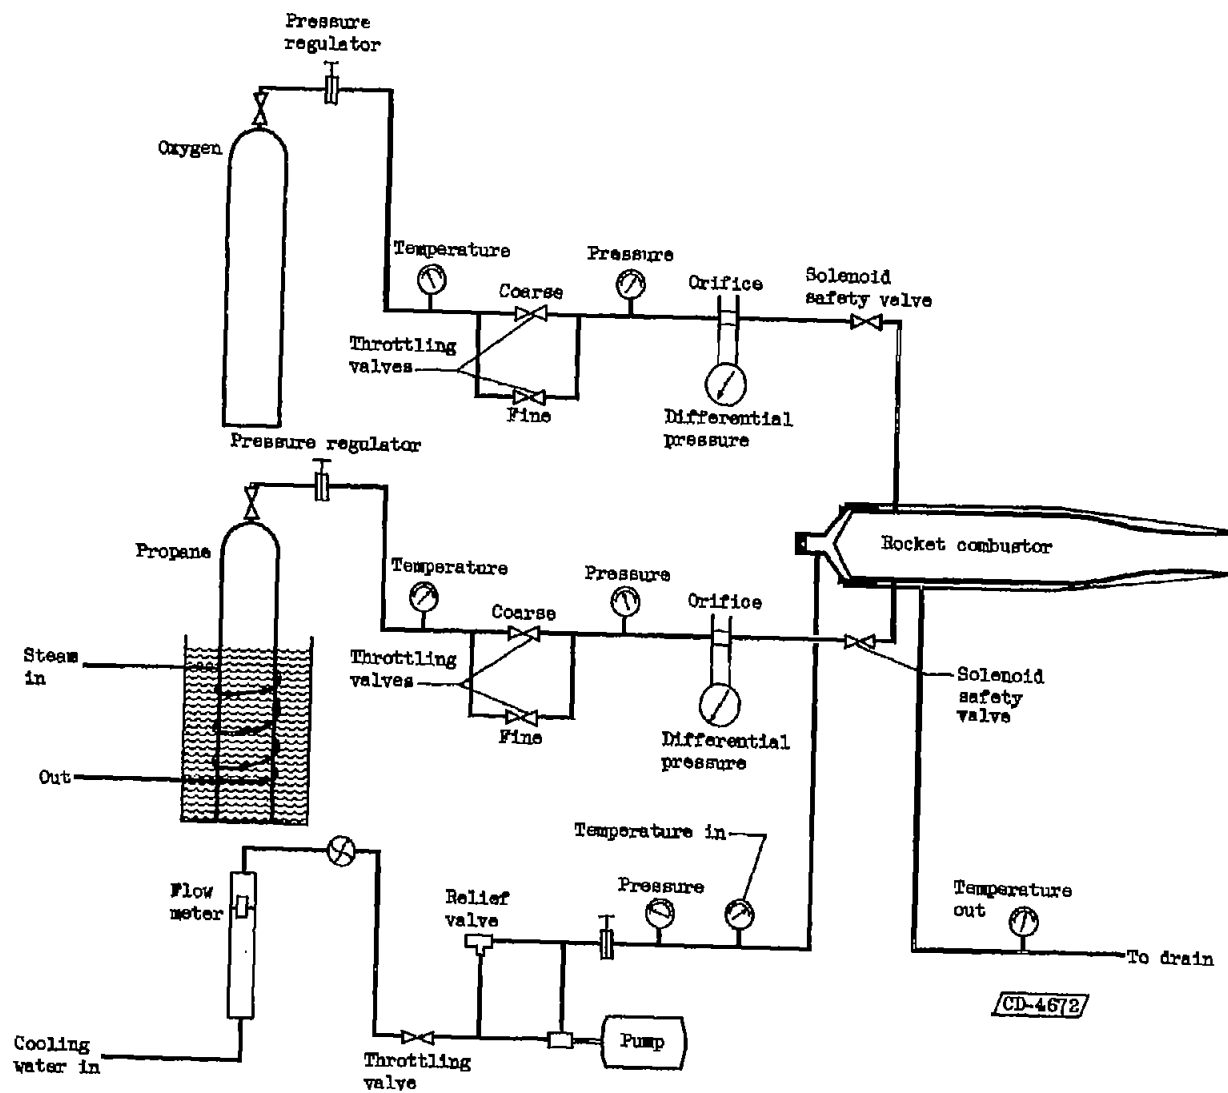 Pressure
regulator
Oxygen
Temperature
Coarse
Pressure
Orifice
Solenoid
safety valve
Throttling
valves
Fine
Differential
pressure
Pressure regulator
Propane
Rocket combustor
Temperature
Coarse
Pressure
Orifice
Steam
in
Throttling
valves
Solenoid
safety
valve
Fine
Differential
pressure
Out
Temperature in
Flow
meter
Relief
valve
Pressure
Temperature
out
To drain
CD-4672
Cooling
water in
Throttling
valve
Pump